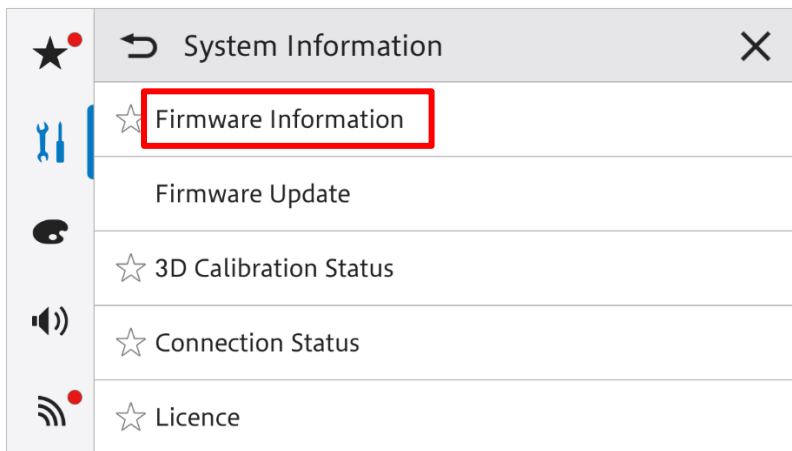 System Information
Firmware Information
Firmware Update
3D Calibration Status
Connection Status
Licence